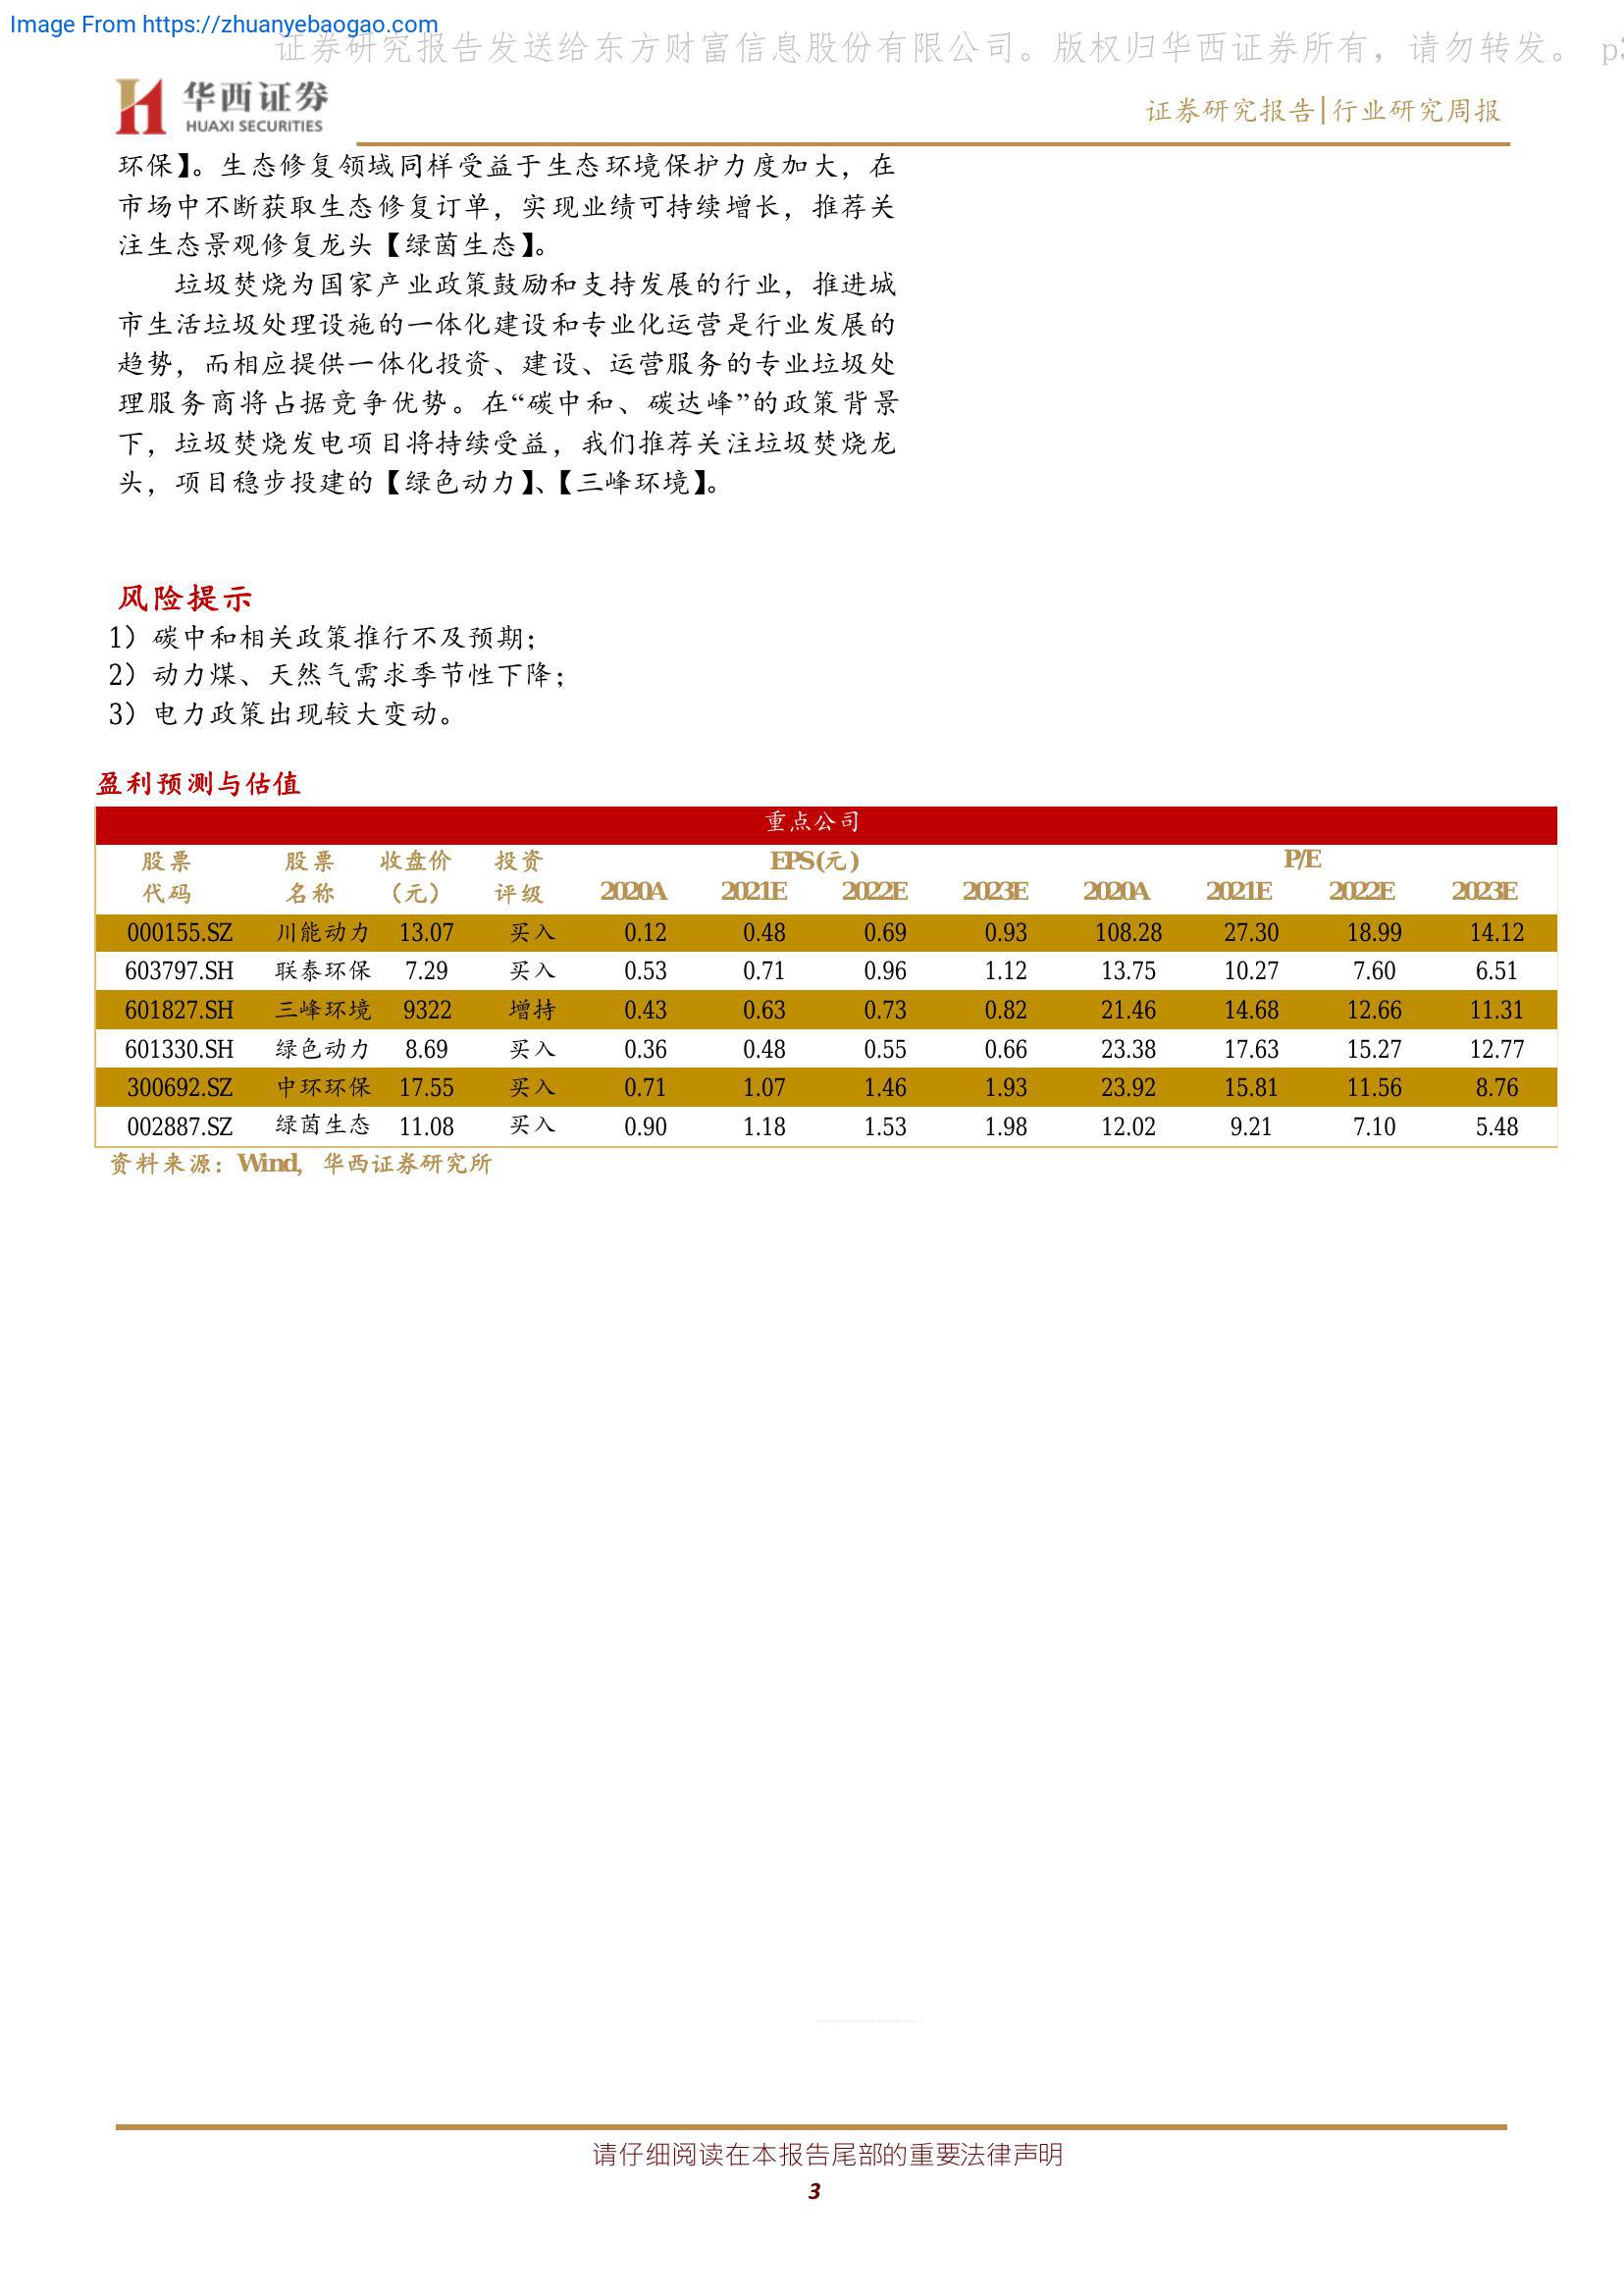 Image From https://zhuanyebaogao.com
证券研究报告发送给东方财富信息股份有限公司。版权归华西证券所有，请勿转发。 p3
华西证券
HUAXI SECURITIES
证券研究报告|行业研究周报
环保】。生态修复领域同样受益于生态环境保护力度加大，在
市场中不断获取生态修复订单，实现业绩可持续增长，推荐关
注生态景观修复龙头【绿茵生态】。
垃圾焚烧为国家产业政策鼓励和支持发展的行业，推进城
市生活垃圾处理设施的一体化建设和专业化运营是行业发展的
趋势，而相应提供一体化投资、建设、运营服务的专业垃圾处
理服务商将占据竞争优势。在“碳中和、碳达峰”的政策背景
下，垃圾焚烧发电项目将持续受益，我们推荐关注垃圾焚烧龙
头，项目稳步投建的【绿色动力】、【三峰环境】。
风险提示
1）碳中和相关政策推行不及预期；
2）动力煤、天然气需求季节性下降；
3）电力政策出现较大变动。
盈利预测与估值
重点公司
股票 股票 收盘价 投资 EPS(元) P/E
代码 名称 （元） 评级 2020A 2021E 2022E 2023E 2020A 2021E 2022E 2023E
000155.SZ 川能动力 13.07 买入 0.12 0.48 0.69 0.93 108.28 27.30 18.99 14.12
603797.SH 联泰环保 7.29 买入 0.53 0.71 0.96 1.12 13.75 10.27 7.60 6.51
601827.SH 三峰环境 9322 增持 0.43 0.63 0.73 0.82 21.46 14.68 12.66 11.31
601330.SH 绿色动力 8.69 买入 0.36 0.48 0.55 0.66 23.38 17.63 15.27 12.77
300692.SZ 中环环保 17.55 买入 0.71 1.07 1.46 1.93 23.92 15.81 11.56 8.76
002887.SZ 绿茵生态 11.08 买入 0.90 1.18 1.53 1.98 12.02 9.21 7.10 5.48
资料来源：Wind，华西证券研究所
请仔细阅读在本报告尾部的重要法律声明
3